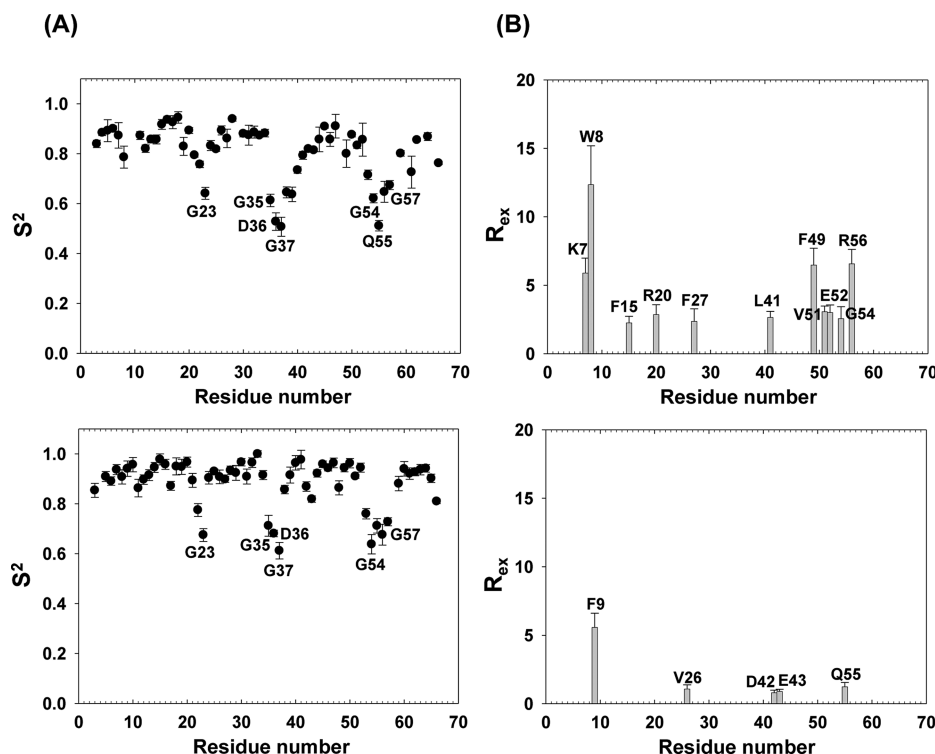 (A)
(B)
1.0
0.8
0.6
0.4
0.2
0.0
S²
G23
G35
D36
G37
G54
Q55
G57
0 10 20 30 40 50 60 70
Residue number
20
15
10
5
0
Rex
K7
W8
F15
R20
F27
L41
F49
V51
E52
G54
R56
0 10 20 30 40 50 60 70
Residue number
1.0
0.8
0.6
0.4
0.2
0.0
S²
G23
G35
D36
G37
G54
G57
0 10 20 30 40 50 60 70
Residue number
20
15
10
5
0
Rex
F9
V26
D42
E43
Q55
0 10 20 30 40 50 60 70
Residue number